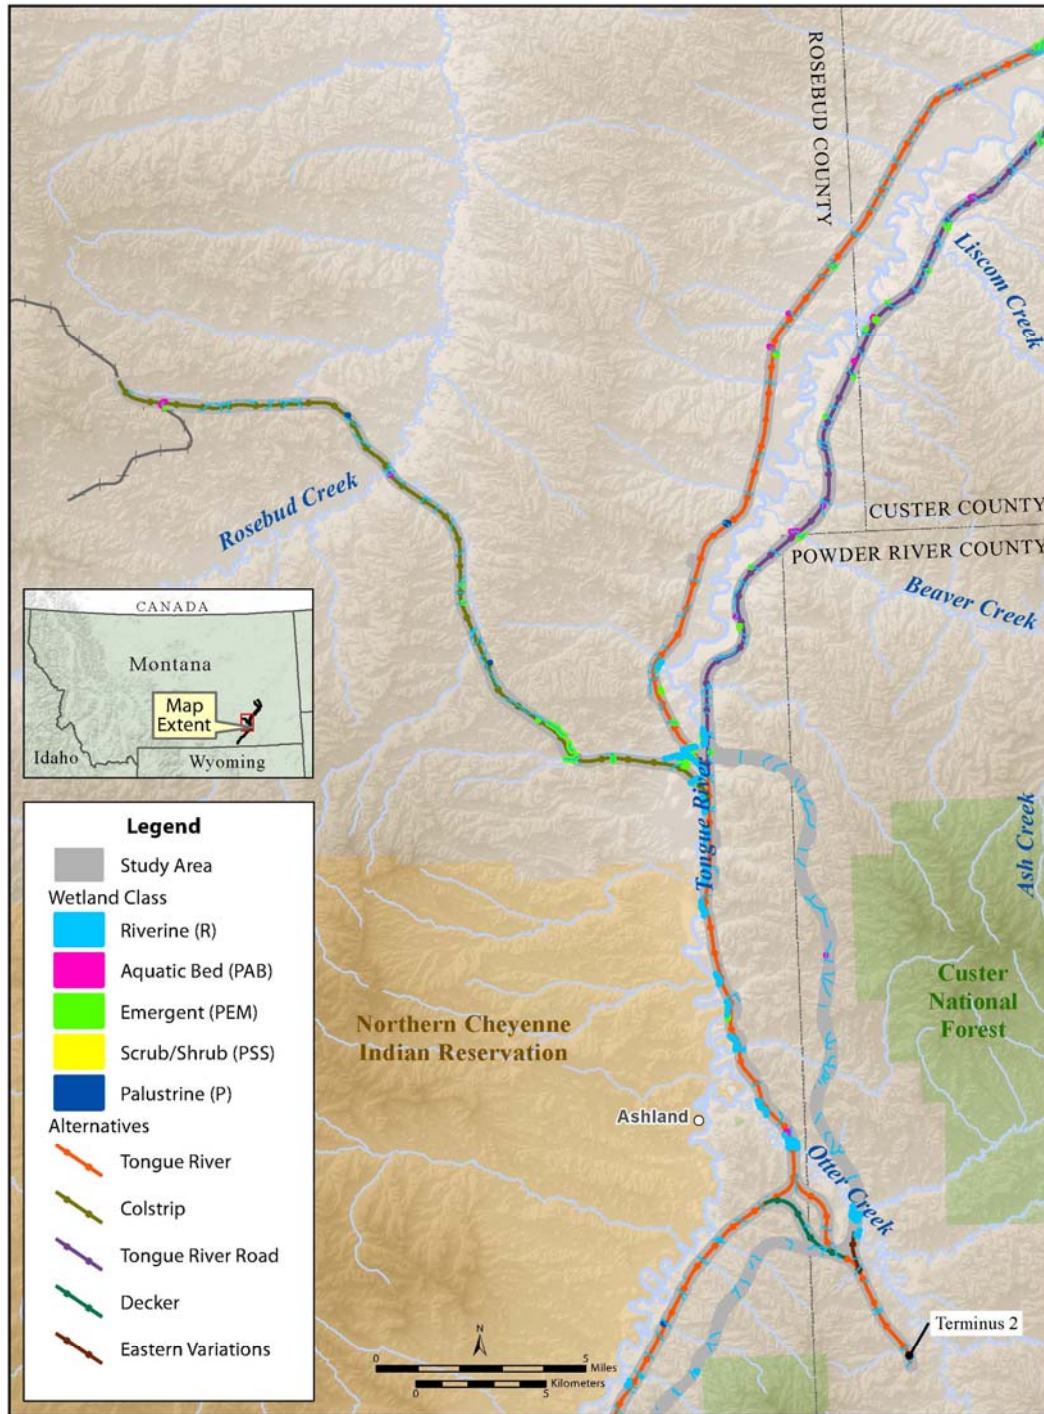 ROSEBUD COUNTY
Liscom Creek
Rosebud Creek
CUSTER COUNTY
POWDER RIVER COUNTY
Beaver Creek
CANADA
Montana
Map
Extent
Idaho
Wyoming
Tongue River
Ash Creek
Legend
Study Area
Wetland Class
Riverine (R)
Aquatic Bed (PAB)
Emergent (PEM)
Scrub/Shrub (PSS)
Palustrine (P)
Alternatives
Tongue River
Colstrip
Tongue River Road
Decker
Eastern Variations
Custer
National
Forest
Northern Cheyenne
Indian Reservation
Ashland
Otter Creek
Terminus 2
N
0 5
Miles
Kilometers
0 5